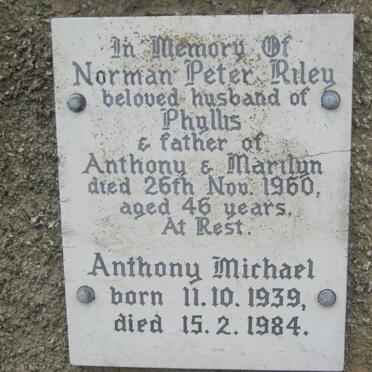 In Memory Of
Norman Peter Riley
beloved husband of
Phyllis
& father of
Anthony & Marilyn
died 26th Nov. 1960,
aged 46 years.
At Rest.
Anthony Michael
born 11.10.1939,
died 15.2.1984.